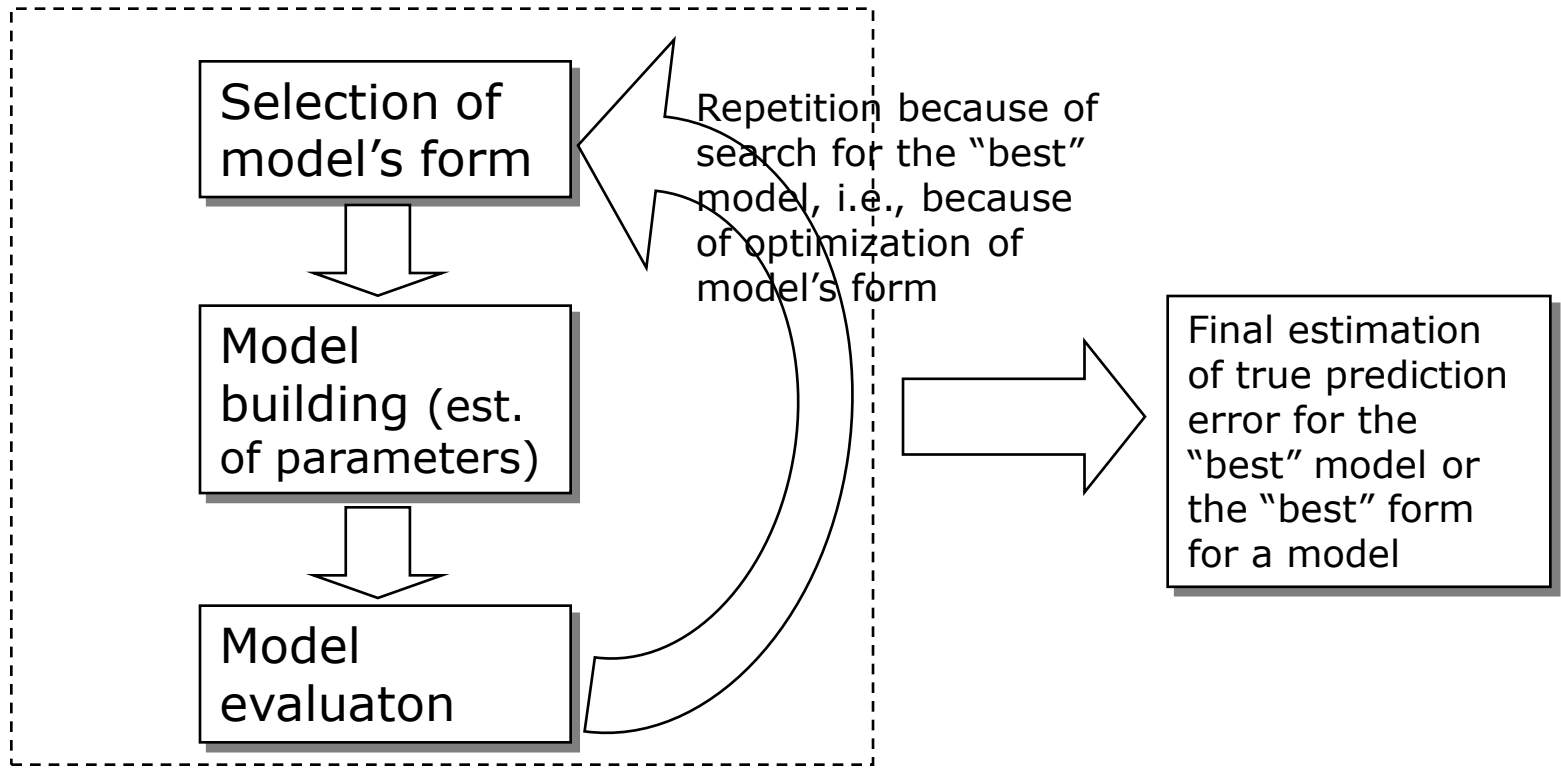 Selection of
model’s form
Repetition because of
search for the “best”
model, i.e., because
of optimization of
model’s form
Model
building (est.
of parameters)
Model
evaluaton
Final estimation
of true prediction
error for the
“best” model or
the “best” form
for a model